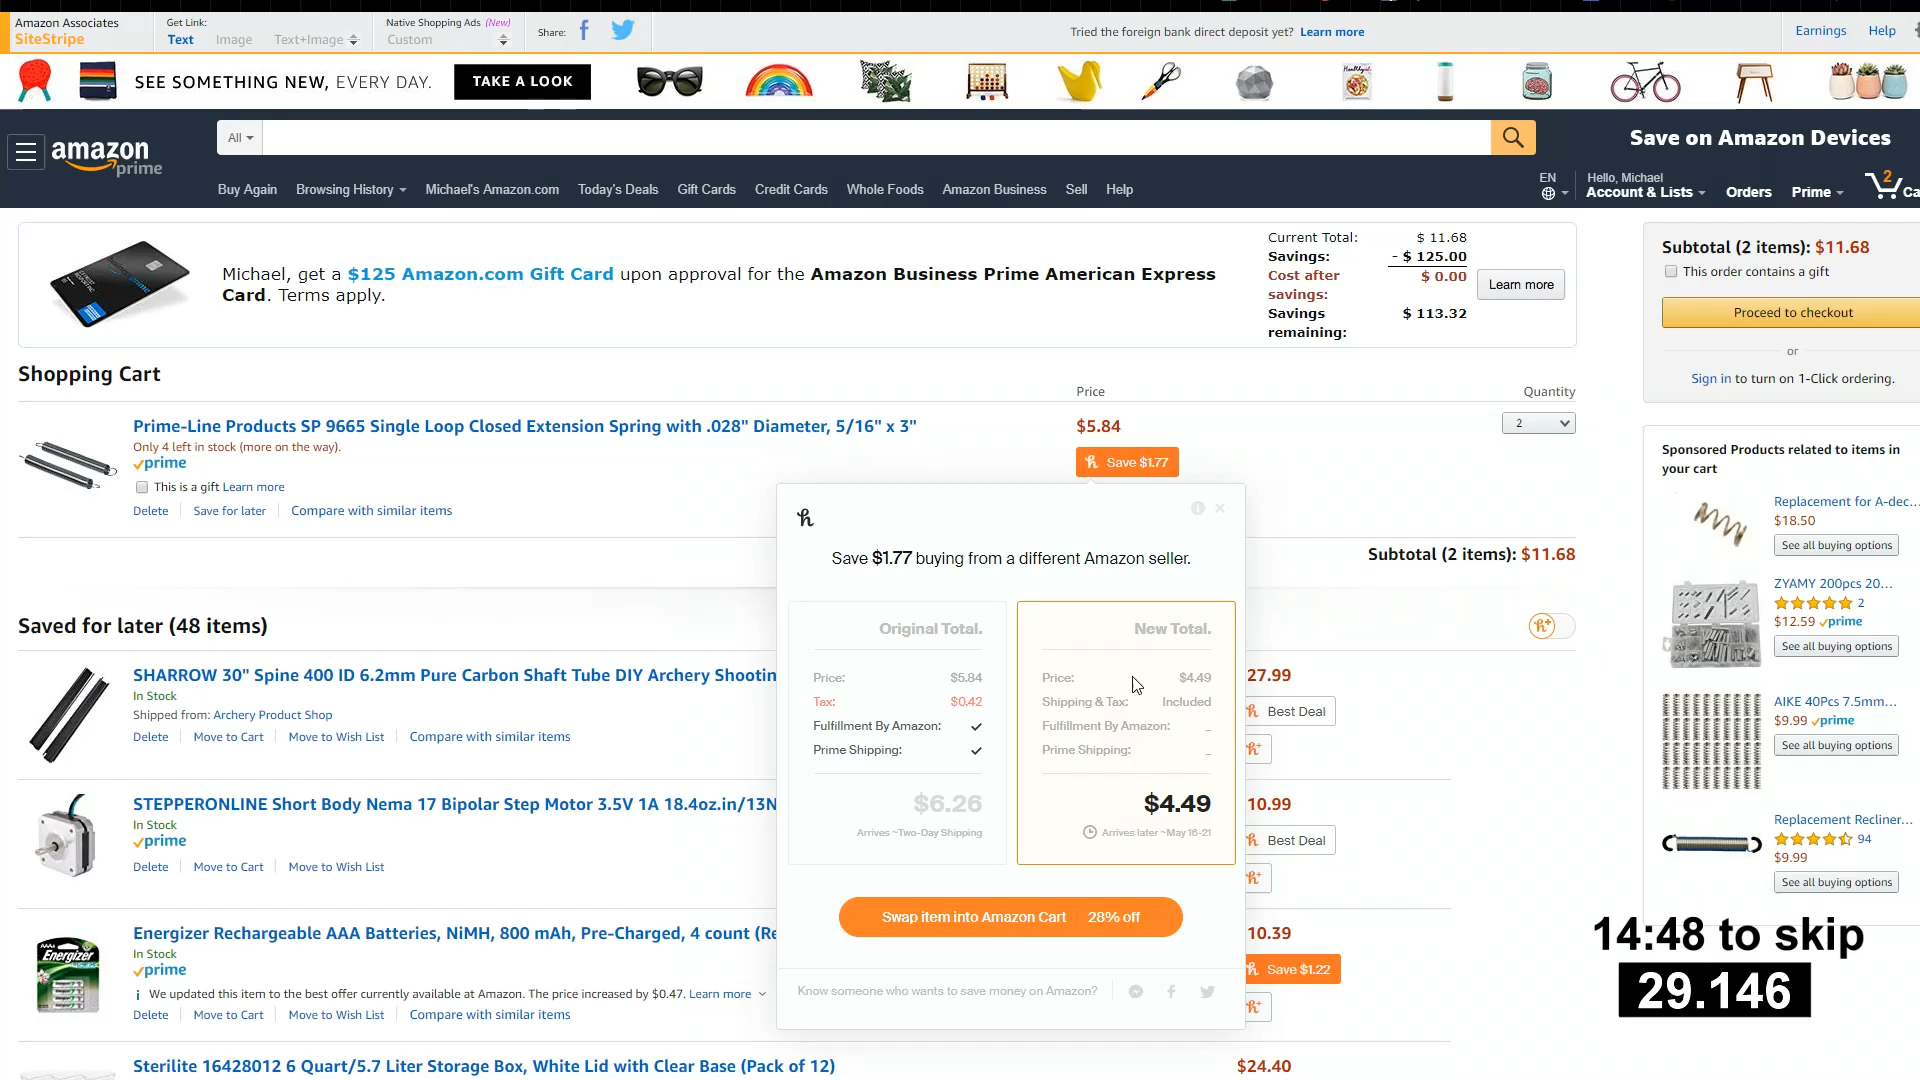 Amazon Associates
SiteStripe
Get Link:
Text Image Text+Image
Native Shopping Ads (New)
Custom
Share:
Tried the foreign bank direct deposit yet? Learn more
Earnings Help
SEE SOMETHING NEW, EVERY DAY. TAKE A LOOK
amazon
prime
All
Save on Amazon Devices
Buy Again Browsing History Michael's Amazon.com Today's Deals Gift Cards Credit Cards Whole Foods Amazon Business Sell Help
EN
Hello, Michael
Account & Lists Orders Prime 2 Ca
Michael, get a $125 Amazon.com Gift Card upon approval for the Amazon Business Prime American Express
Card. Terms apply.
Current Total: $ 11.68
Savings: - $ 125.00
Cost after $ 0.00
savings:
Savings $ 113.32
remaining:
Learn more
Subtotal (2 items): $11.68
This order contains a gift
Proceed to checkout
or
Sign in to turn on 1-Click ordering.
Shopping Cart
Price Quantity
Prime-Line Products SP 9665 Single Loop Closed Extension Spring with .028" Diameter, 5/16" x 3"
$5.84
2
Only 4 left in stock (more on the way).
prime
Save $1.77
This is a gift Learn more
Delete Save for later Compare with similar items
Subtotal (2 items): $11.68
h
Save $1.77 buying from a different Amazon seller.
Original Total.
Price: $5.84
Tax: $0.42
Fulfillment By Amazon:
Prime Shipping:
$6.26
Arrives ~Two-Day Shipping
New Total.
Price: $4.49
Shipping & Tax: Included
Fulfillment By Amazon: _
Prime Shipping: _
$4.49
Arrives later ~May 16-21
Swap item into Amazon Cart 28% off
Know someone who wants to save money on Amazon?
Saved for later (48 items)
h+
SHARROW 30" Spine 400 ID 6.2mm Pure Carbon Shaft Tube DIY Archery Shootin
27.99
In Stock
Shipped from: Archery Product Shop
Best Deal
Delete Move to Cart Move to Wish List Compare with similar items
h+
STEPPERONLINE Short Body Nema 17 Bipolar Step Motor 3.5V 1A 18.4oz.in/13N
10.99
In Stock
prime
Best Deal
Delete Move to Cart Move to Wish List
h+
Energizer
Energizer Rechargeable AAA Batteries, NiMH, 800 mAh, Pre-Charged, 4 count (Re
10.39
In Stock
prime
Save $1.22
We updated this item to the best offer currently available at Amazon. The price increased by $0.47. Learn more
Delete Move to Cart Move to Wish List Compare with similar items
h+
Sterilite 16428012 6 Quart/5.7 Liter Storage Box, White Lid with Clear Base (Pack of 12)
$24.40
Sponsored Products related to items in
your cart
Replacement for A-dec...
$18.50
See all buying options
ZYAMY 200pcs 20...
2
$12.59 prime
See all buying options
AIKE 40Pcs 7.5mm...
$9.99 prime
See all buying options
Replacement Recliner...
94
$9.99
See all buying options
14:48 to skip
29.146